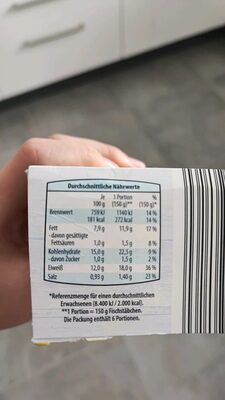 Durchschnittliche Nährwerte
Je 1 Portion %
100 g (150 g)** (150 g)*
Brennwert 759 kJ 1140 kJ 14 %
181 kcal 272 kcal 14 %
Fett 7,9 g 11,9 g 17 %
- davon gesättigte
Fettsäuren 1,0 g 1,5 g 8 %
Kohlenhydrate 15,0 g 22,5 g 9 %
- davon Zucker 1,0 g 1,5 g 2 %
Eiweiß 12,0 g 18,0 g 36 %
Salz 0,93 g 1,40 g 23 %
*Referenzmenge für einen durchschnittlichen
Erwachsenen (8.400 kJ / 2.000 kcal).
**1 Portion = 150 g Fischstäbchen.
Die Packung enthält 6 Portionen.